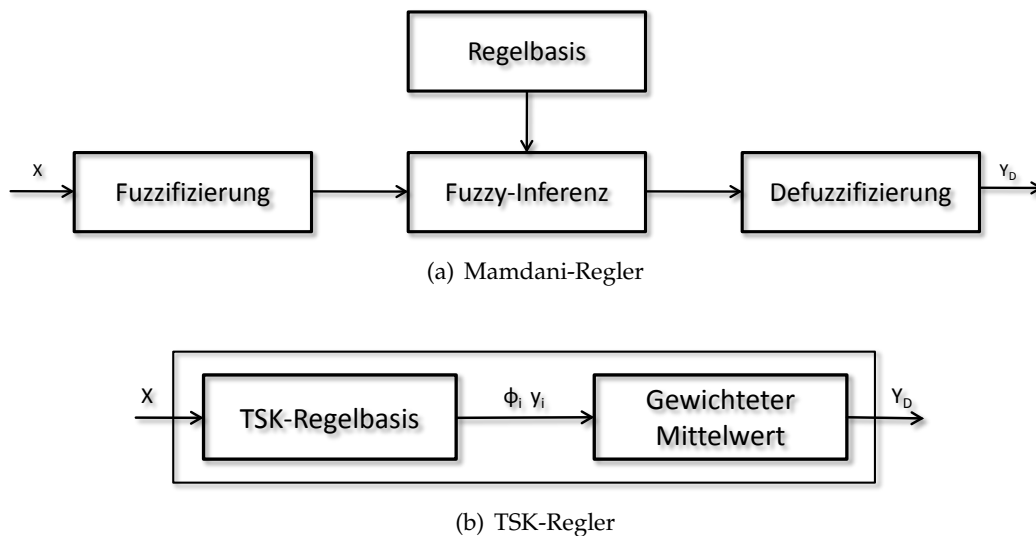 Regelbasis
X
Fuzzifizierung
Fuzzy-Inferenz
Defuzzifizierung
Y_D
(a) Mamdani-Regler
X
TSK-Regelbasis
ϕ_i y_i
Gewichteter
Mittelwert
Y_D
(b) TSK-Regler